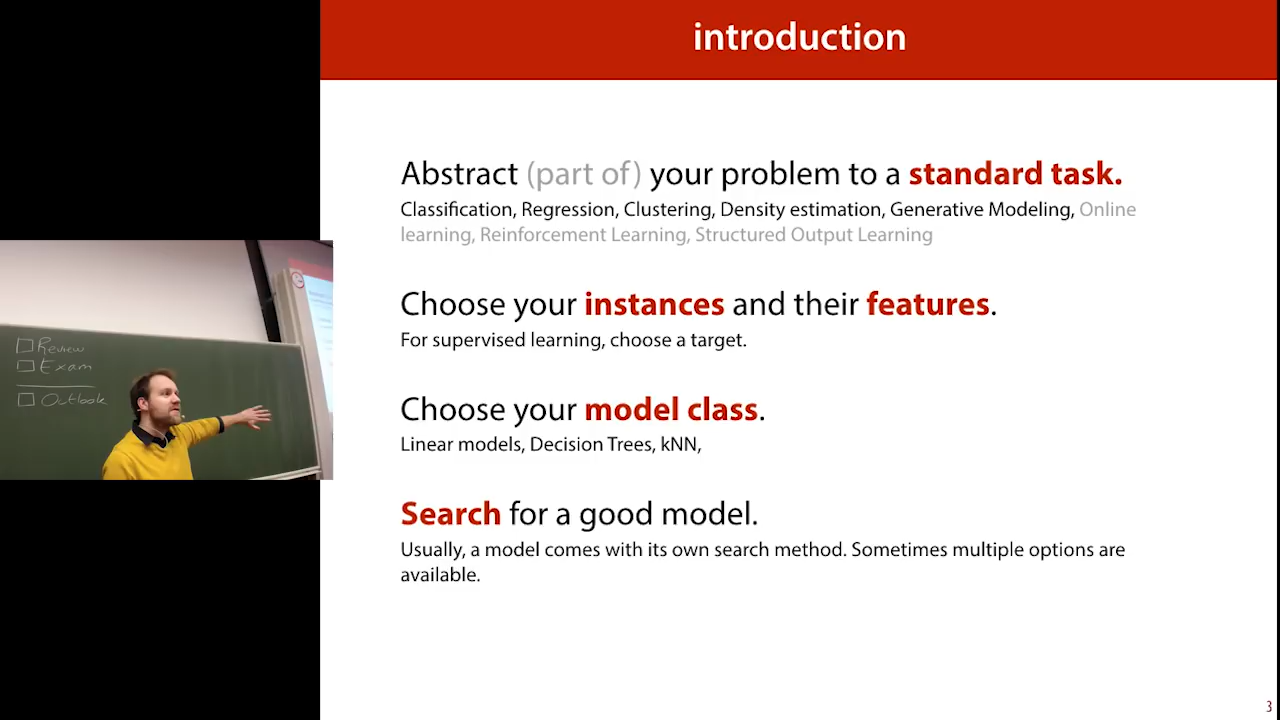 introduction
Abstract (part of) your problem to a standard task.
Classification, Regression, Clustering, Density estimation, Generative Modeling, Online
learning, Reinforcement Learning, Structured Output Learning
Choose your instances and their features.
For supervised learning, choose a target.
Choose your model class.
Linear models, Decision Trees, kNN,
Search for a good model.
Usually, a model comes with its own search method. Sometimes multiple options are
available.
3
Review
Exam
Outlook